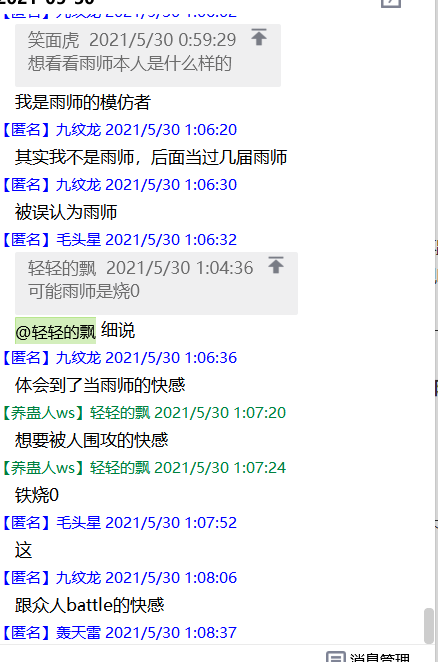 2021-05-30
【匿名】九纹龙 2021/5/30 1:06:02
笑面虎 2021/5/30 0:59:29
想看看雨师本人是什么样的
我是雨师的模仿者
【匿名】九纹龙 2021/5/30 1:06:20
其实我不是雨师，后面当过几届雨师
【匿名】九纹龙 2021/5/30 1:06:30
被误认为雨师
【匿名】毛头星 2021/5/30 1:06:32
轻轻的飘 2021/5/30 1:04:36
可能雨师是烧0
@轻轻的飘 细说
【匿名】九纹龙 2021/5/30 1:06:36
体会到了当雨师的快感
【养蛊人ws】轻轻的飘 2021/5/30 1:07:20
想要被人围攻的快感
【养蛊人ws】轻轻的飘 2021/5/30 1:07:24
铁烧0
【匿名】毛头星 2021/5/30 1:07:52
这
【匿名】九纹龙 2021/5/30 1:08:06
跟众人battle的快感
【匿名】轰天雷 2021/5/30 1:08:37
消息管理